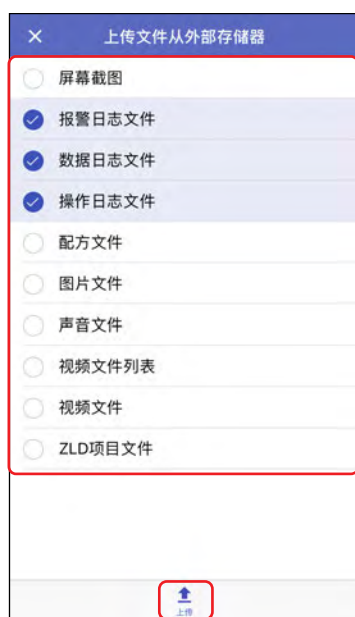 上传文件从外部存储器
屏幕截图
报警日志文件
数据日志文件
操作日志文件
配方文件
图片文件
声音文件
视频文件列表
视频文件
ZLD项目文件
上传